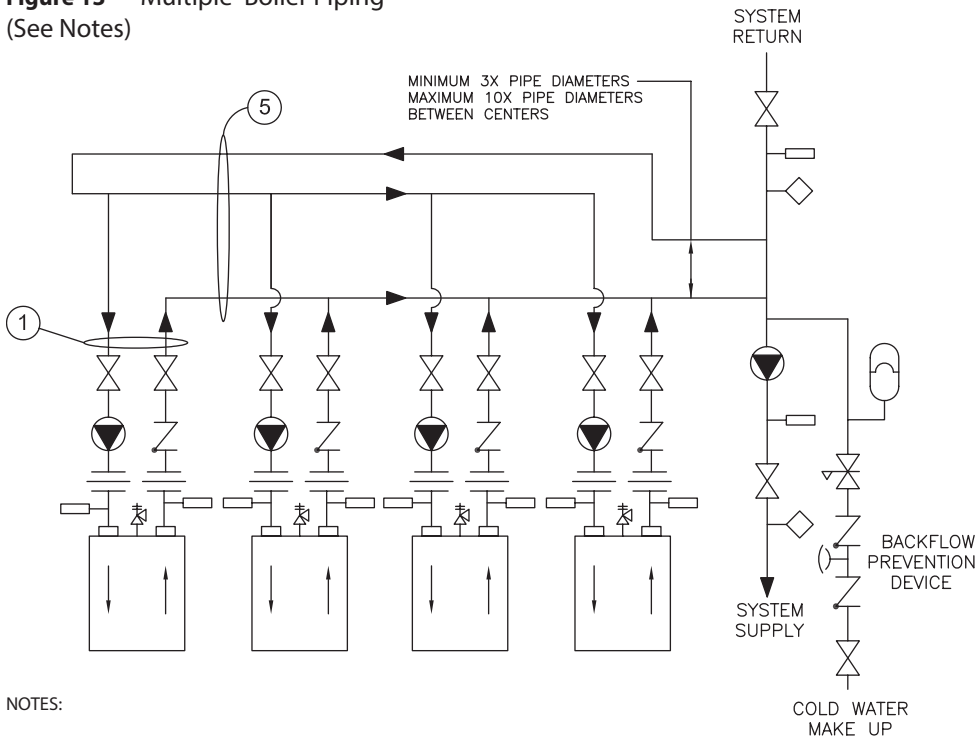 Figure 13 Multiple Boiler Piping
(See Notes)
SYSTEM
RETURN
MINIMUM 3X PIPE DIAMETERS
MAXIMUM 10X PIPE DIAMETERS
BETWEEN CENTERS
5
1
BACKFLOW
PREVENTION
DEVICE
SYSTEM
SUPPLY
NOTES:
COLD WATER
MAKE UP